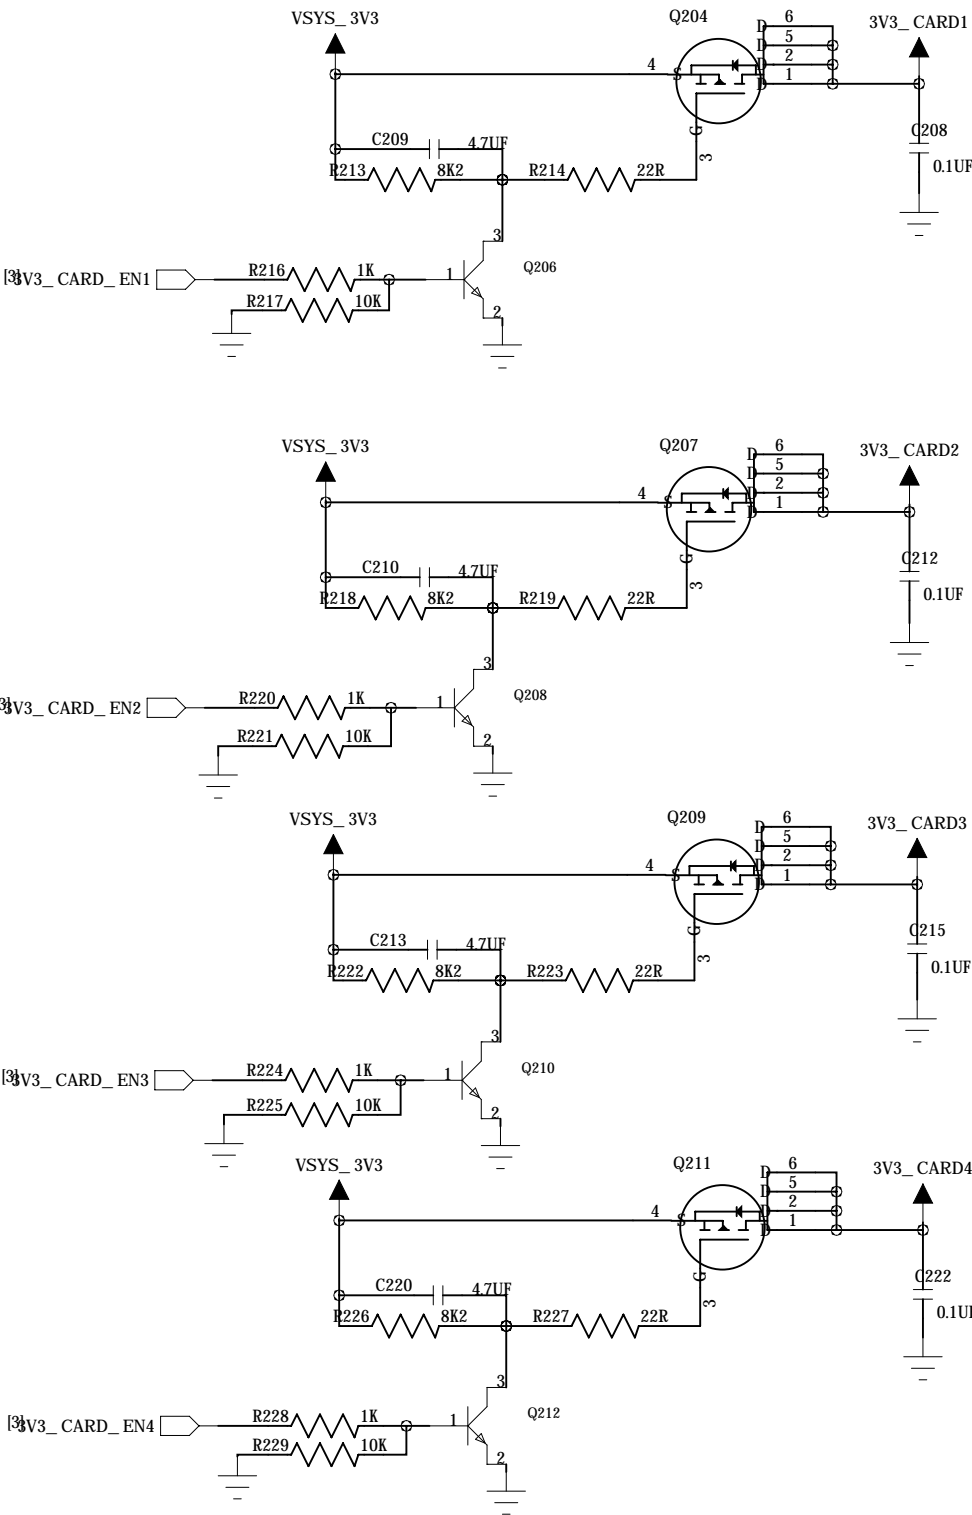 VSYS_3V3
Q204
3V3_CARD1
D 6
D 5
D 2
D 1
4 S
G
3
C209 4.7UF
R213 8K2
R214 22R
C208
0.1UF
3
Q206
[3] 3V3_CARD_EN1
R216 1K
1
R217 10K
2
VSYS_3V3
Q207
3V3_CARD2
D 6
D 5
D 2
D 1
4 S
G
3
C210 4.7UF
R218 8K2
R219 22R
C212
0.1UF
3
Q208
3] 3V3_CARD_EN2
R220 1K
1
R221 10K
2
VSYS_3V3
Q209
3V3_CARD3
D 6
D 5
D 2
D 1
4 S
G
3
C213 4.7UF
R222 8K2
R223 22R
C215
0.1UF
3
Q210
[3] 3V3_CARD_EN3
R224 1K
1
R225 10K
2
VSYS_3V3
Q211
3V3_CARD4
D 6
D 5
D 2
D 1
4 S
G
3
C220 4.7UF
R226 8K2
R227 22R
C222
0.1UF
3
Q212
[3] 3V3_CARD_EN4
R228 1K
1
R229 10K
2